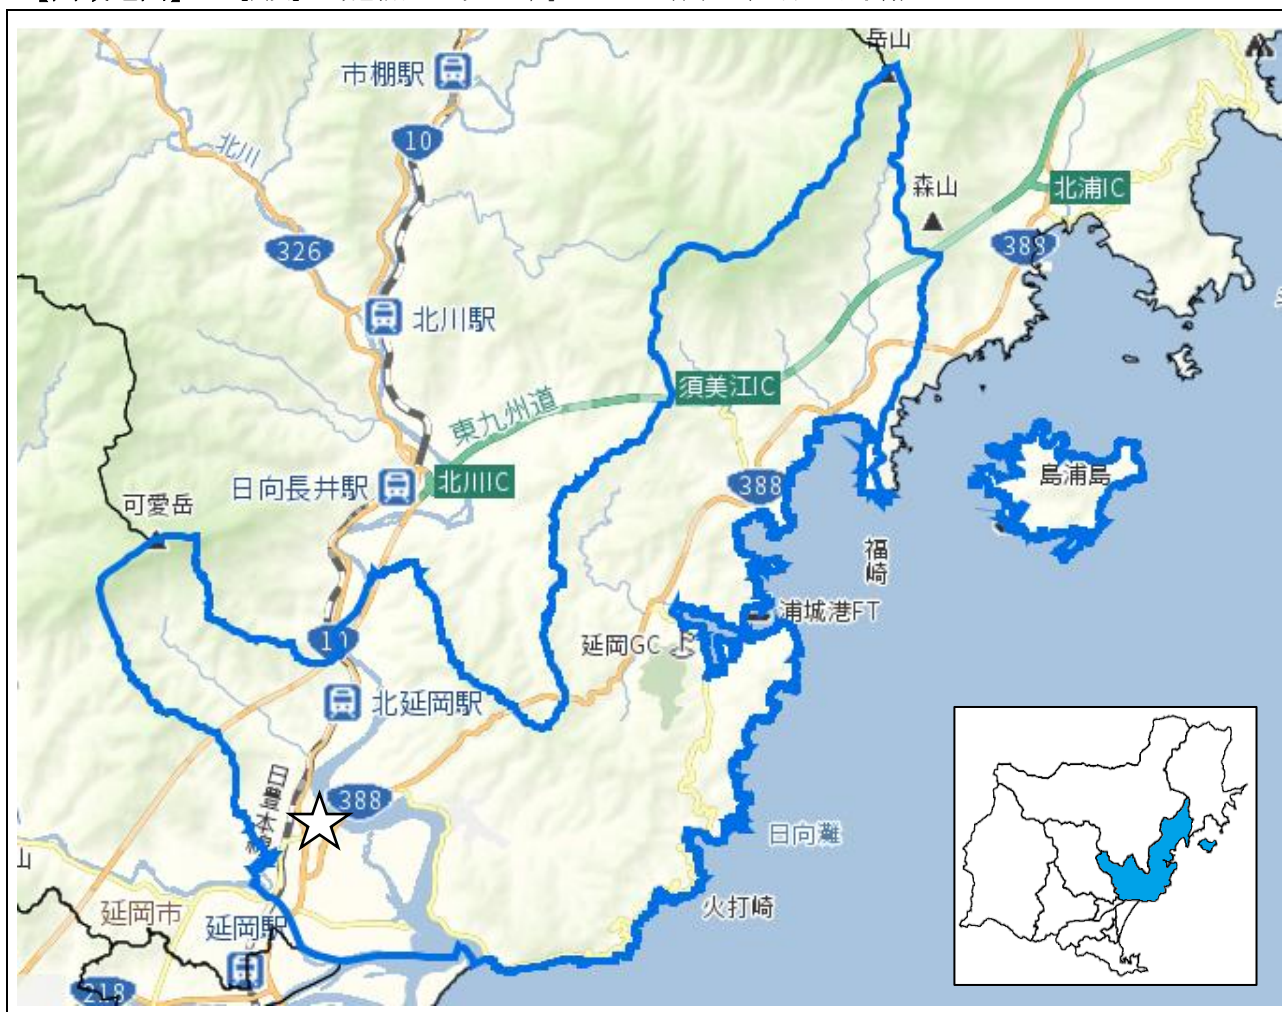 岳山
市棚駅
10
北川
森山
北浦IC
326
388
北川駅
須美江IC
東九州道
北川IC
日向長井駅
388
島浦島
可愛岳
福崎
浦城港FT
10
延岡GC
北延岡駅
日豊本線
388
日向灘
山
火打崎
延岡市
延岡駅
218